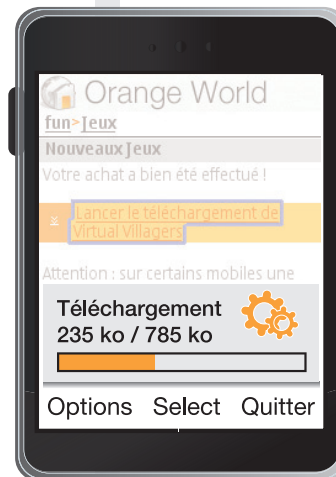 Orange World
fun>Jeux
Nouveaux Jeux
Votre achat a bien été effectué !
Lancer le téléchargement de
Virtual Villagers
Attention : sur certains mobiles une
Téléchargement
235 ko / 785 ko
Options Select Quitter